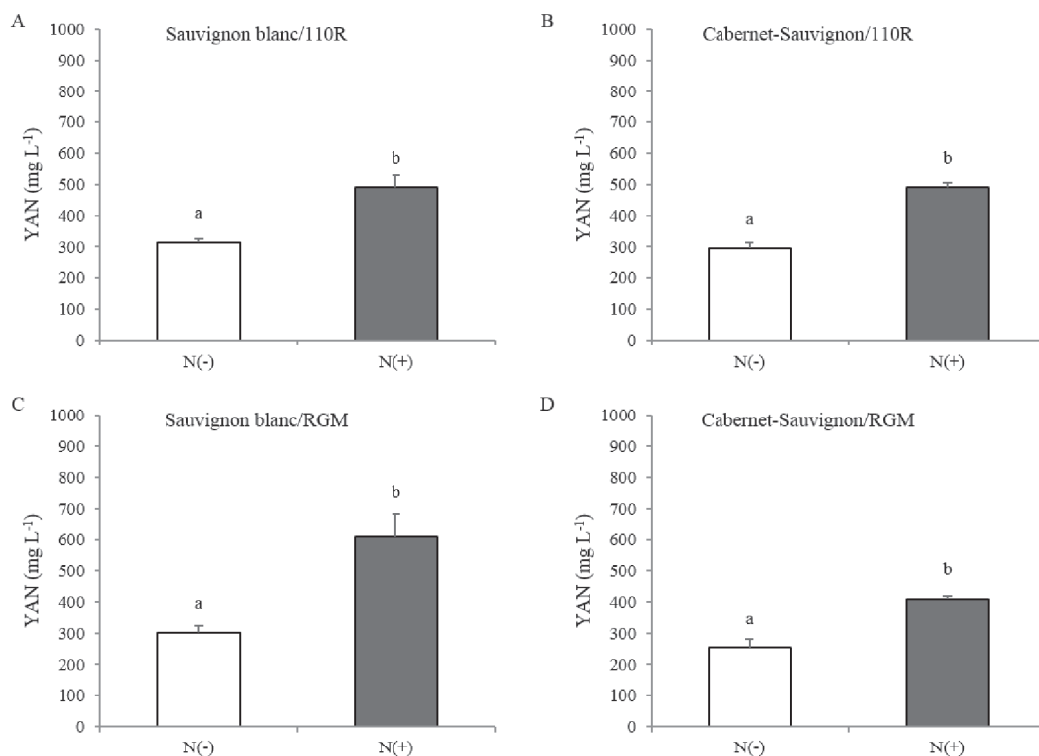 A
Sauvignon blanc/110R
YAN (mg L⁻¹)
1000
900
800
700
600
500
400
300
200
100
0
a
b
N(-)
N(+)
B
Cabernet-Sauvignon/110R
YAN (mg L⁻¹)
1000
900
800
700
600
500
400
300
200
100
0
a
b
N(-)
N(+)
C
Sauvignon blanc/RGM
YAN (mg L⁻¹)
1000
900
800
700
600
500
400
300
200
100
0
a
b
N(-)
N(+)
D
Cabernet-Sauvignon/RGM
YAN (mg L⁻¹)
1000
900
800
700
600
500
400
300
200
100
0
a
b
N(-)
N(+)